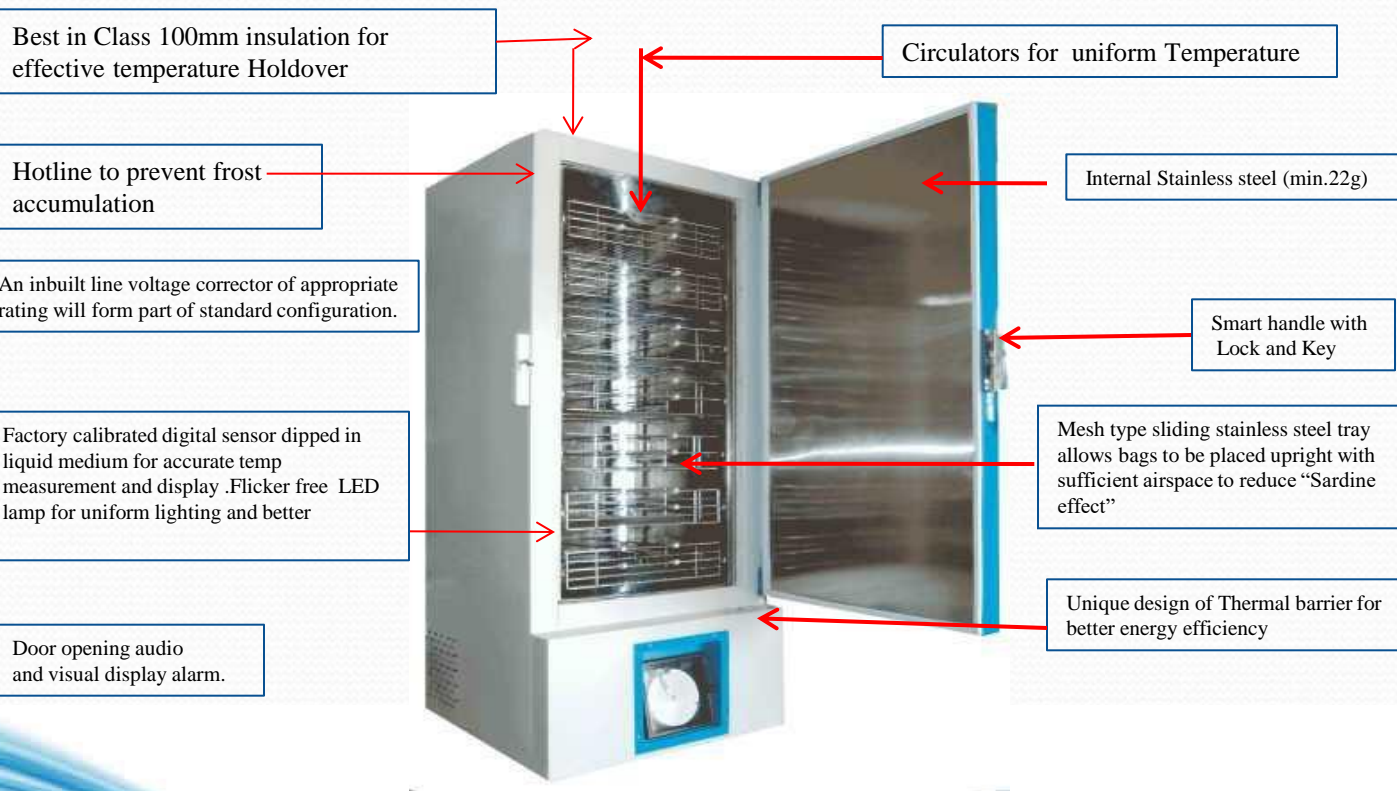 Best in Class 100mm insulation for
effective temperature Holdover
Circulators for uniform Temperature
Hotline to prevent frost
accumulation
Internal Stainless steel (min.22g)
An inbuilt line voltage corrector of appropriate
rating will form part of standard configuration.
Smart handle with
Lock and Key
Factory calibrated digital sensor dipped in
liquid medium for accurate temp
measurement and display .Flicker free LED
lamp for uniform lighting and better
Mesh type sliding stainless steel tray
allows bags to be placed upright with
sufficient airspace to reduce “Sardine
effect”
Unique design of Thermal barrier for
better energy efficiency
Door opening audio
and visual display alarm.